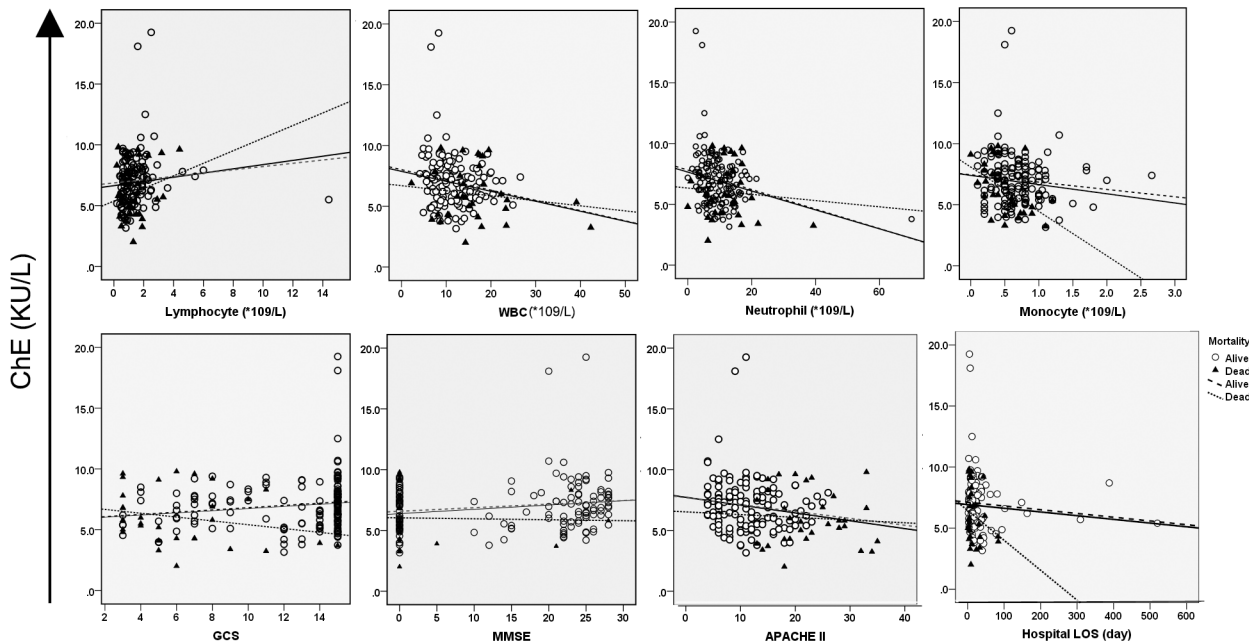 ChE (KU/L)
20.0
15.0
10.0
5.0
.0
0 2 4 6 8 10 12 14
Lymphocyte (*109/L)
20.0
15.0
10.0
5.0
.0
0 10 20 30 40 50
WBC (*109/L)
20.0
15.0
10.0
5.0
.0
0 20 40 60
Neutrophil (*109/L)
20.0
15.0
10.0
5.0
.0
.0 .5 1.0 1.5 2.0 2.5 3.0
Monocyte (*109/L)
20.0
15.0
10.0
5.0
.0
2 4 6 8 10 12 14
GCS
20.0
15.0
10.0
5.0
.0
0 5 10 15 20 25 30
MMSE
20.0
15.0
10.0
5.0
.0
0 10 20 30 40
APACHE II
20.0
15.0
10.0
5.0
.0
0 100 200 300 400 500 600
Hospital LOS (day)
Mortality
Alive
Dead
Alive
Dead